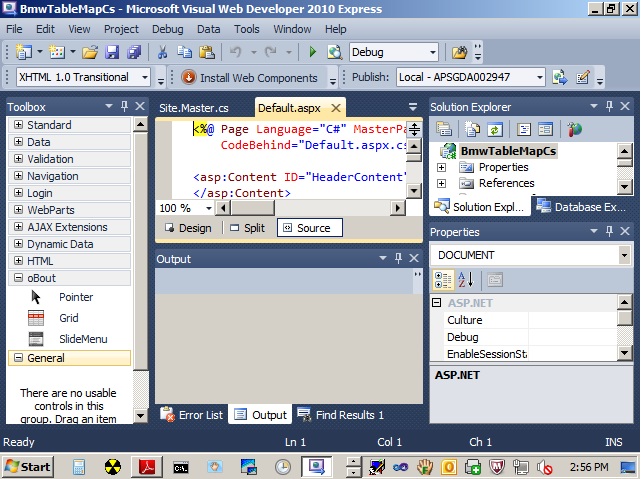 BmwTableMapCs - Microsoft Visual Web Developer 2010 Express
File Edit View Project Debug Data Tools Window Help
Debug
XHTML 1.0 Transitional Install Web Components Publish: Local - APSGDA002947
Toolbox
Standard
Data
Validation
Navigation
Login
WebParts
AJAX Extensions
Dynamic Data
HTML
oBout
Pointer
Grid
SlideMenu
General
There are no usable
controls in this
group. Drag an item
Site.Master.cs Default.aspx
<%@ Page Language="C#" MasterPa
CodeBehind="Default.aspx.cs
<asp:Content ID="HeaderContent"
</asp:Content>
100 %
Design Split Source
Output
Error List Output Find Results 1
Solution Explorer
BmwTableMapCs
Properties
References
Solution Expl... Database Ex...
Properties
DOCUMENT
ASP.NET
Culture
Debug
EnableSessionSt
ASP.NET
Ready Ln 1 Col 1 Ch 1 INS
Start 2:56 PM